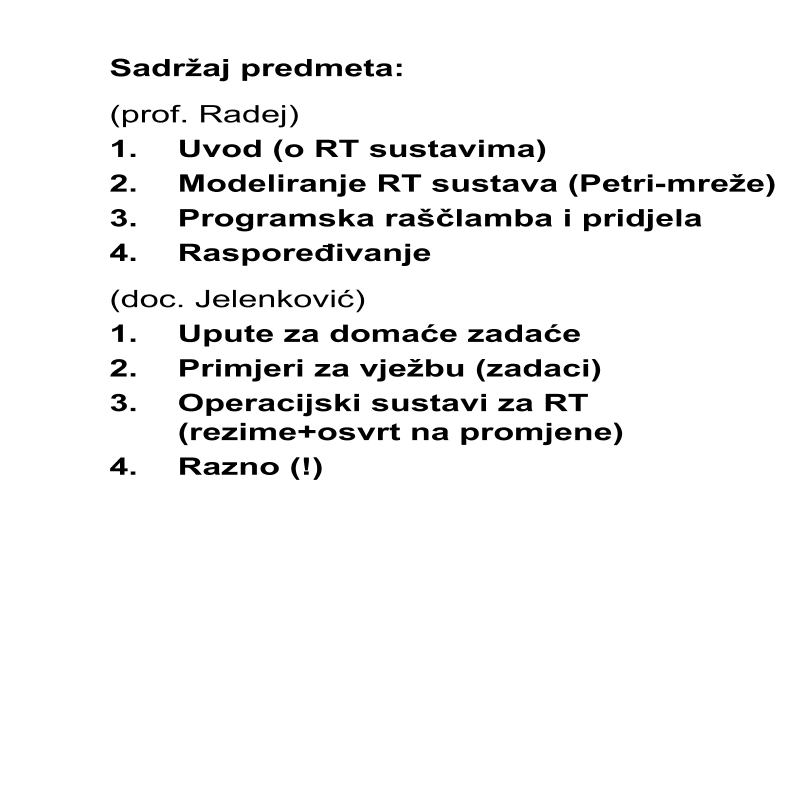 Sadržaj predmeta:
(prof. Radej)
1. Uvod (o RT sustavima)
2. Modeliranje RT sustava (Petri-mreže)
3. Programska raščlamba i pridjela
4. Raspoređivanje
(doc. Jelenković)
1. Upute za domaće zadaće
2. Primjeri za vježbu (zadaci)
3. Operacijski sustavi za RT
(rezime+osvrt na promjene)
4. Razno (!)